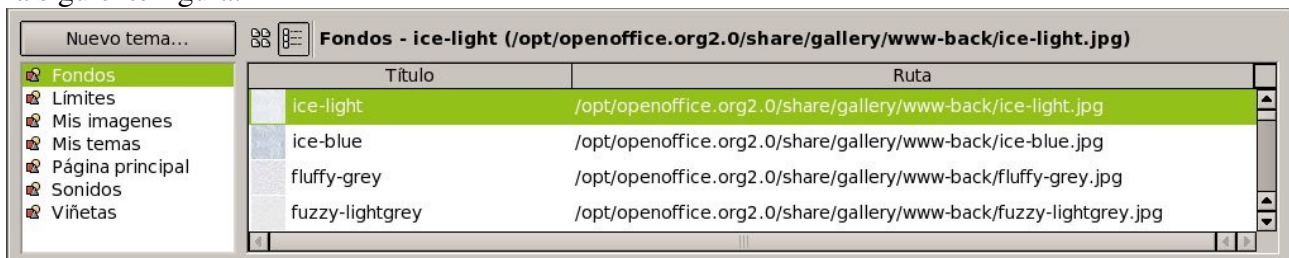 Nuevo tema...
Fondos - ice-light (/opt/openoffice.org2.0/share/gallery/www-back/ice-light.jpg)
Fondos
Límites
Mis imagenes
Mis temas
Página principal
Sonidos
Viñetas
Título Ruta
ice-light /opt/openoffice.org2.0/share/gallery/www-back/ice-light.jpg
ice-blue /opt/openoffice.org2.0/share/gallery/www-back/ice-blue.jpg
fluffy-grey /opt/openoffice.org2.0/share/gallery/www-back/fluffy-grey.jpg
fuzzy-lightgrey /opt/openoffice.org2.0/share/gallery/www-back/fuzzy-lightgrey.jpg